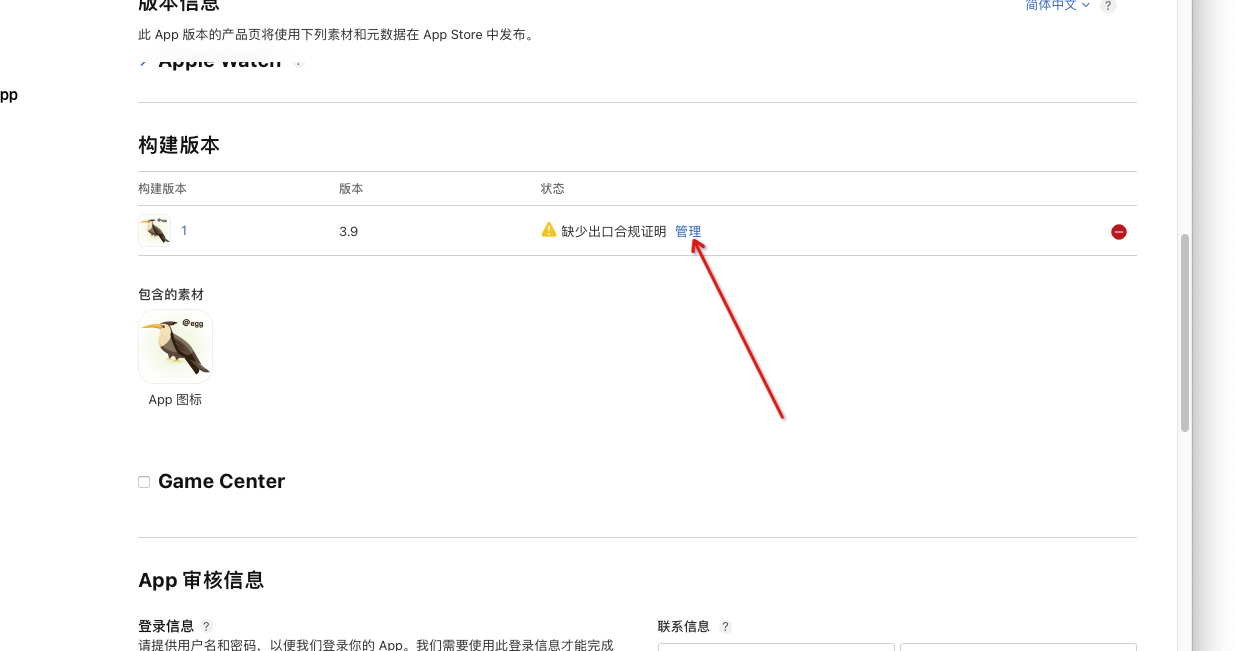 版本信息
简体中文 ?
此 App 版本的产品页将使用下列素材和元数据在 App Store 中发布。
Apple Watch
pp
构建版本
构建版本 版本 状态
@egg
1 3.9 缺少出口合规证明 管理
包含的素材
@egg
App 图标
Game Center
App 审核信息
登录信息 ? 联系信息 ?
请提供用户名和密码，以便我们登录你的 App。我们需要使用此登录信息才能完成